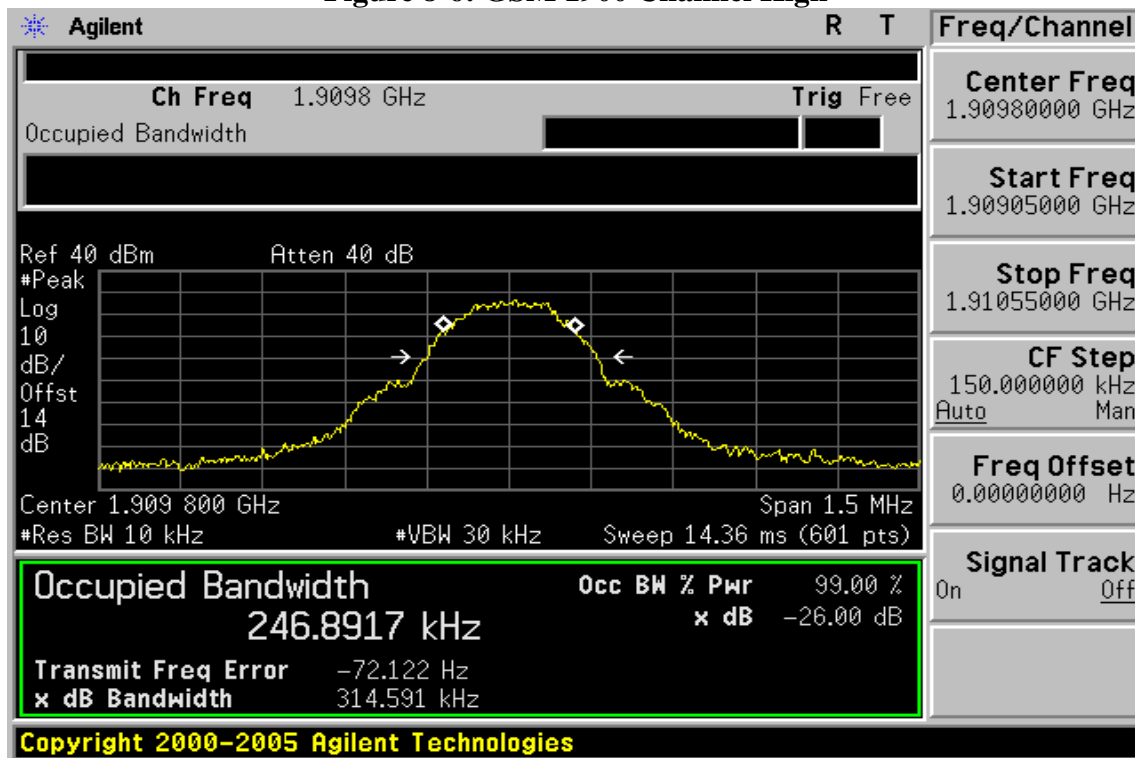 Figure 8-6: GSM 1900 Channel High
Agilent R T
Ch Freq 1.9098 GHz Trig Free
Occupied Bandwidth
Ref 40 dBm Atten 40 dB
#Peak
Log
10
dB/
Offst
14
dB
Center 1.909 800 GHz Span 1.5 MHz
#Res BW 10 kHz #VBW 30 kHz Sweep 14.36 ms (601 pts)
Occupied Bandwidth
246.8917 kHz
Occ BW % Pwr 99.00 %
x dB -26.00 dB
Transmit Freq Error -72.122 Hz
x dB Bandwidth 314.591 kHz
Copyright 2000-2005 Agilent Technologies
Freq/Channel
Center Freq
1.90980000 GHz
Start Freq
1.90905000 GHz
Stop Freq
1.91055000 GHz
CF Step
150.000000 kHz
Auto Man
Freq Offset
0.00000000 Hz
Signal Track
On Off